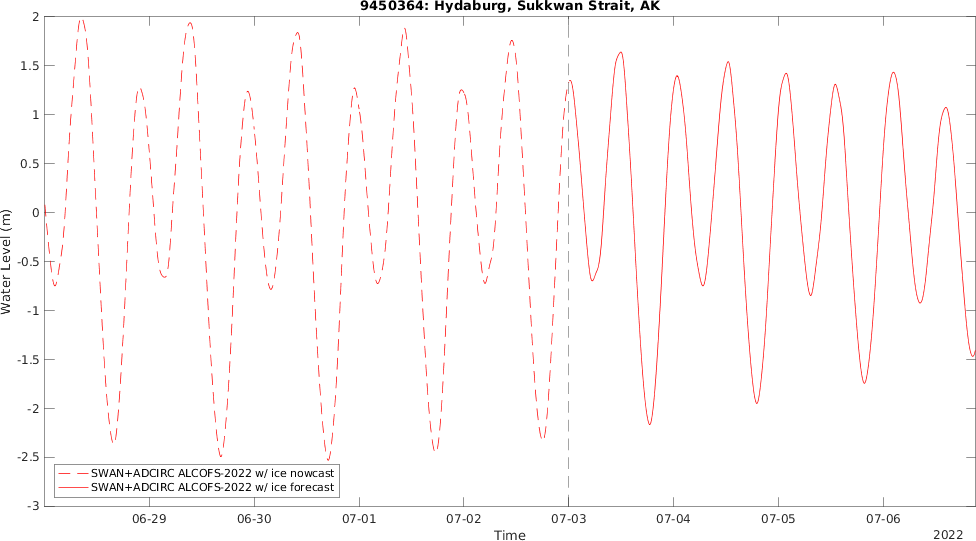 9450364: Hydaburg, Sukkwan Strait, AK
2
1.5
1
0.5
0
-0.5
-1
-1.5
-2
-2.5
-3
Water Level (m)
SWAN+ADCIRC ALCOFS-2022 w/ ice nowcast
SWAN+ADCIRC ALCOFS-2022 w/ ice forecast
06-29 06-30 07-01 07-02 07-03 07-04 07-05 07-06
Time
2022